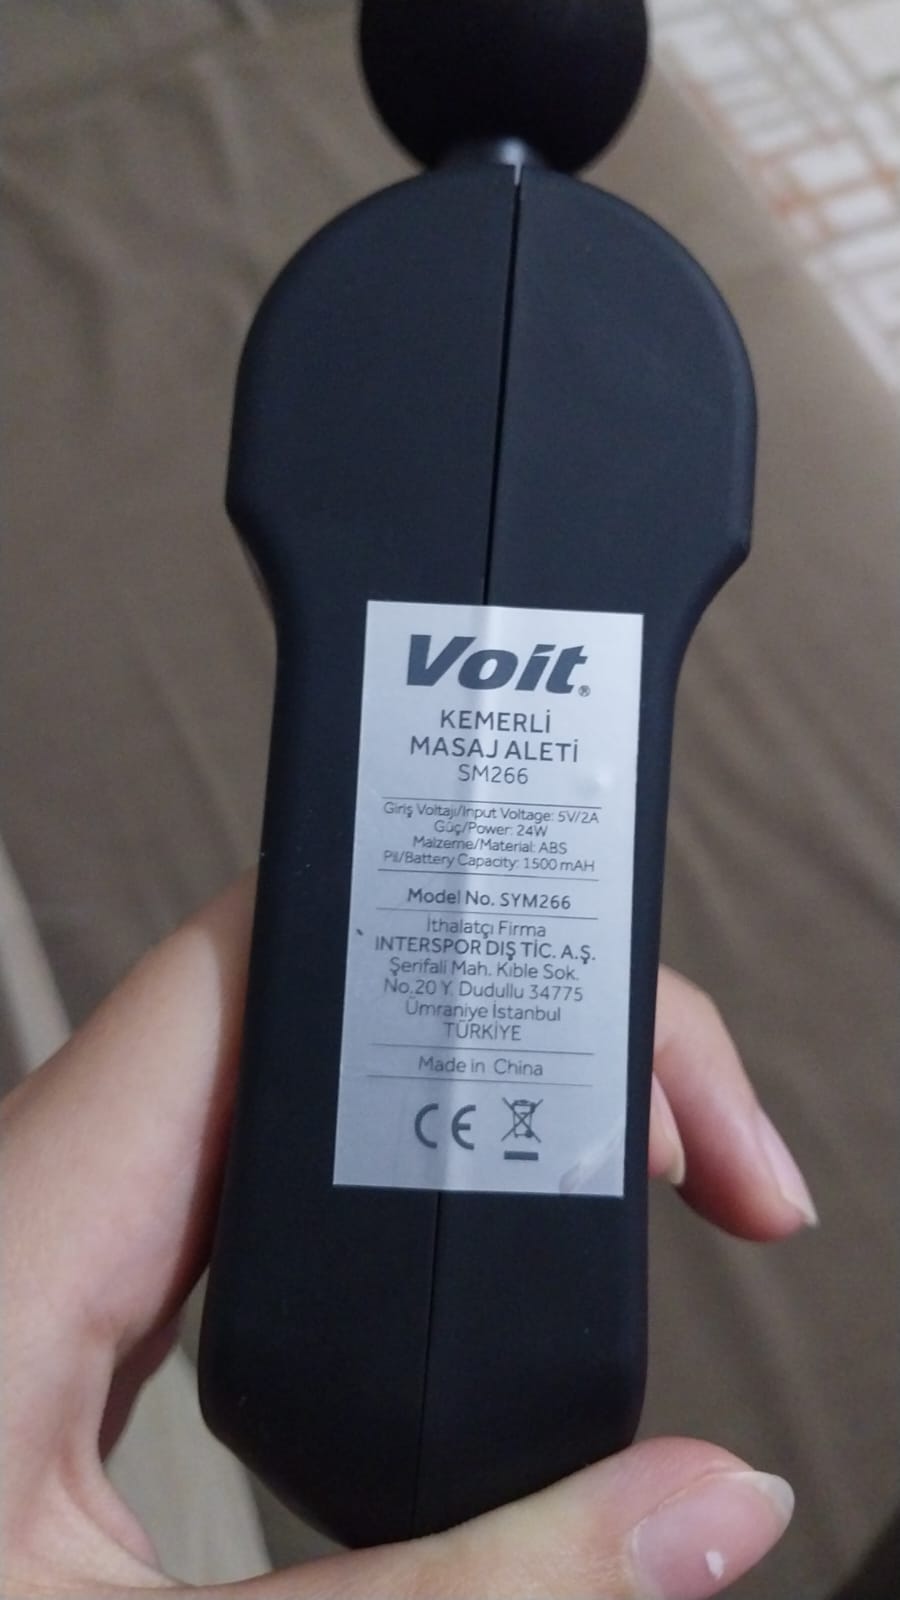 Voit®
KEMERLİ
MASAJ ALETİ
SM266
Giriş Voltajı/Input Voltage: 5V/2A
Güç/Power: 24W
Malzeme/Material: ABS
Pil/Battery Capacity: 1500 mAH
Model No. SYM266
İthalatçı Firma
INTERSPOR DIŞ TİC. A.Ş.
Şerifali Mah. Kıble Sok.
No.20 Y. Dudullu 34775
Ümraniye İstanbul
TÜRKİYE
Made in China
CE